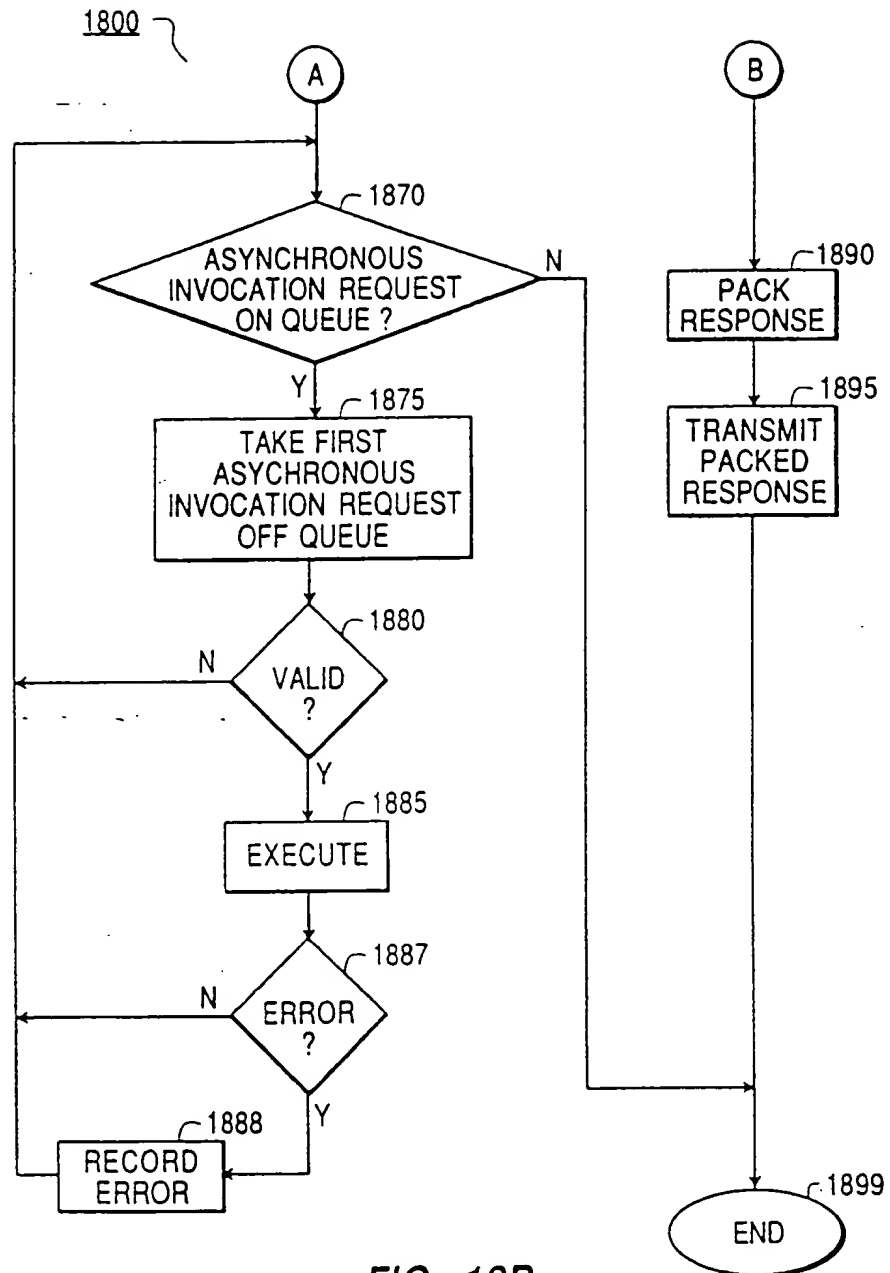 1800
A
B
1870
ASYNCHRONOUS
INVOCATION REQUEST
ON QUEUE ?
N
Y
1875
TAKE FIRST
ASYCHRONOUS
INVOCATION REQUEST
OFF QUEUE
1880
VALID
?
N
Y
1885
EXECUTE
1887
ERROR
?
N
Y
1888
RECORD
ERROR
1890
PACK
RESPONSE
1895
TRANSMIT
PACKED
RESPONSE
1899
END